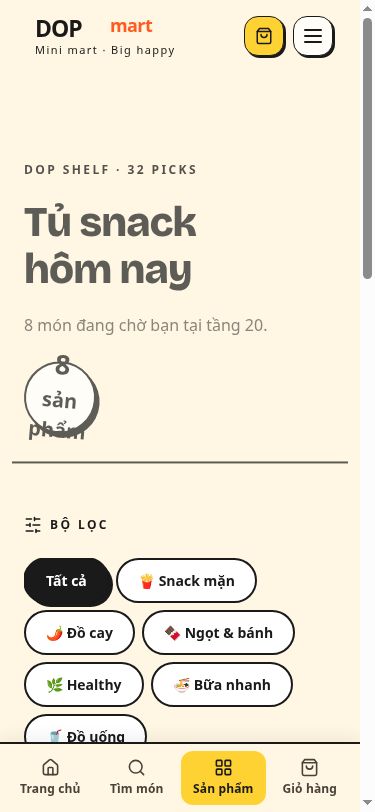 DOP mart
Mini mart · Big happy
DOP SHELF · 32 PICKS
Tủ snack
hôm nay
8 món đang chờ bạn tại tầng 20.
8
sản
phẩm
BỘ LỌC
Tất cả
🍟 Snack mặn
🌶️ Đồ cay
🍫 Ngọt & bánh
🌿 Healthy
🍜 Bữa nhanh
🥤 Đồ uống
Trang chủ
Tìm món
Sản phẩm
Giỏ hàng